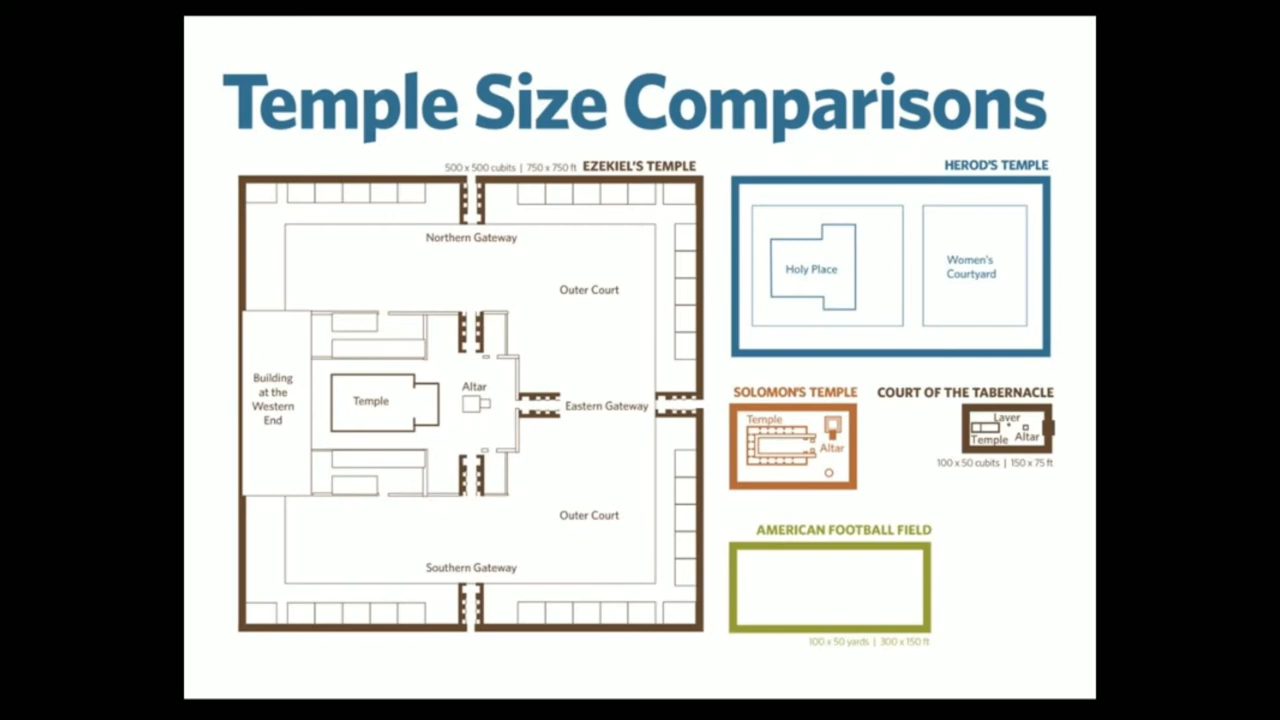 Temple Size Comparisons
500 x 500 cubits | 750 x 750 ft EZEKIEL'S TEMPLE
Northern Gateway
Outer Court
Building
at the
Western
End
Temple
Altar
Eastern Gateway
Outer Court
Southern Gateway
HEROD'S TEMPLE
Holy Place
Women's
Courtyard
SOLOMON'S TEMPLE
Temple
Altar
COURT OF THE TABERNACLE
Laver
Temple
Altar
100 x 50 cubits | 150 x 75 ft
AMERICAN FOOTBALL FIELD
100 x 50 yards | 300 x 150 ft